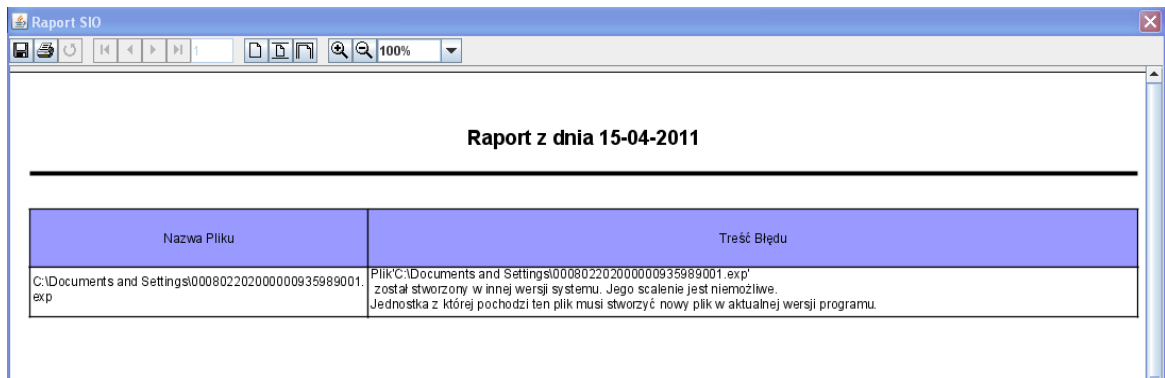 Raport SIO
1
100%
Raport z dnia 15-04-2011
Nazwa Pliku
Treść Błędu
C:\Documents and Settings\000802202000000935989001.
exp
Plik'C:\Documents and Settings\000802202000000935989001.exp'
został stworzony w innej wersji systemu. Jego scalenie jest niemożliwe.
Jednostka z której pochodzi ten plik musi stworzyć nowy plik w aktualnej wersji programu.